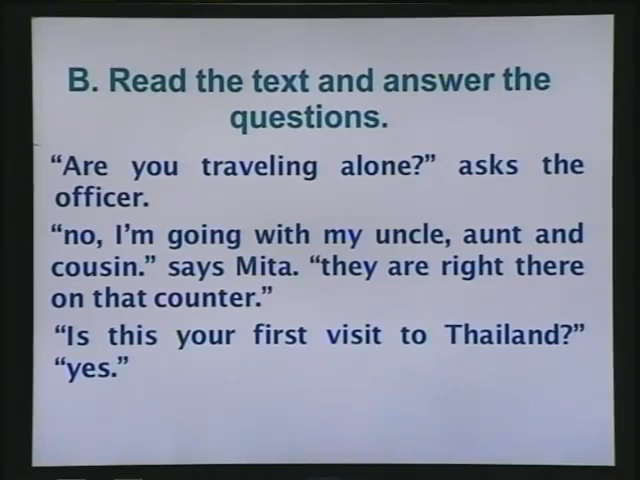 B. Read the text and answer the
questions.
“Are you traveling alone?” asks the
officer.
“no, I’m going with my uncle, aunt and
cousin.” says Mita. “they are right there
on that counter.”
“Is this your first visit to Thailand?”
“yes.”